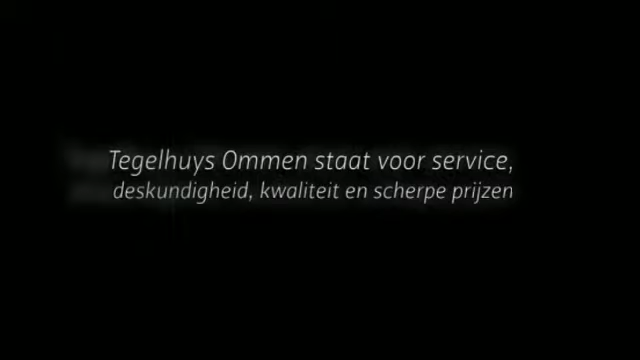 Tegelhuys Ommen staat voor service,
deskundigheid, kwaliteit en scherpe prijzen